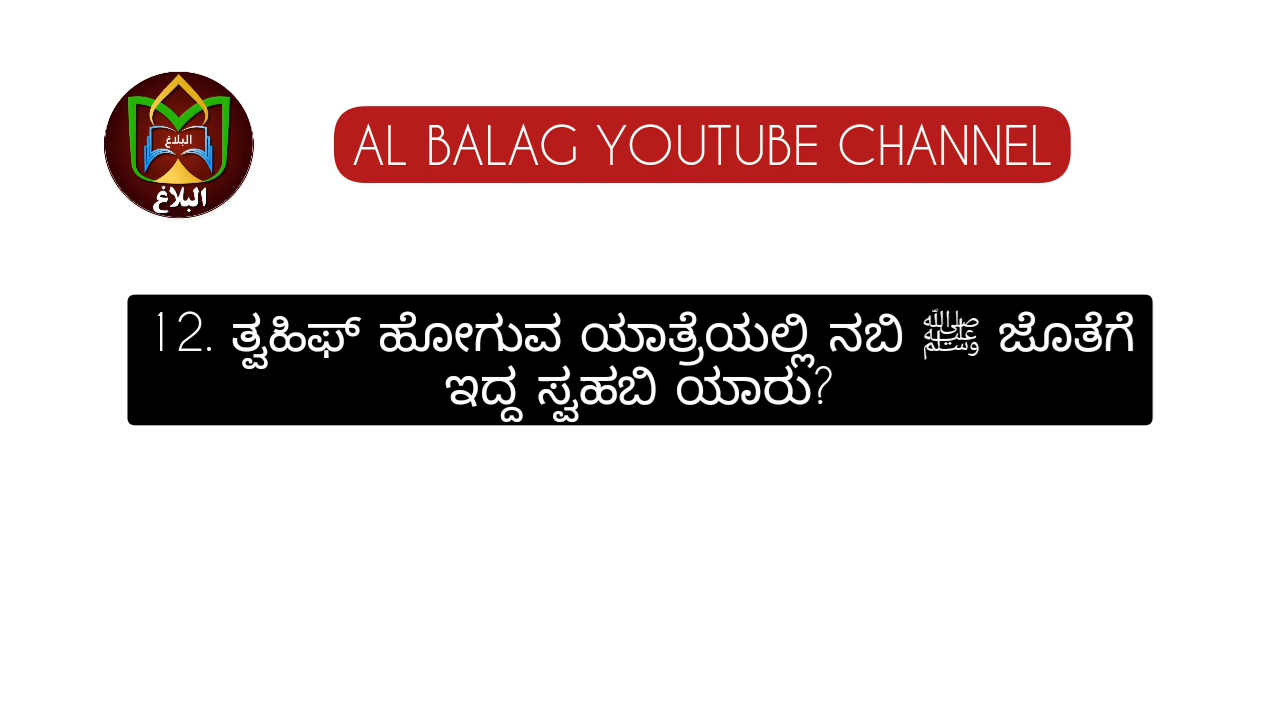 البلاغ
البلاغ
AL BALAG YOUTUBE CHANNEL
12. ತ್ವಹಿಫ್ ಹೋಗುವ ಯಾತ್ರೆಯಲ್ಲಿ ನಬಿ ﷺ ಜೊತೆಗೆ
ಇದ್ದ ಸ್ವಹಬಿ ಯಾರು?